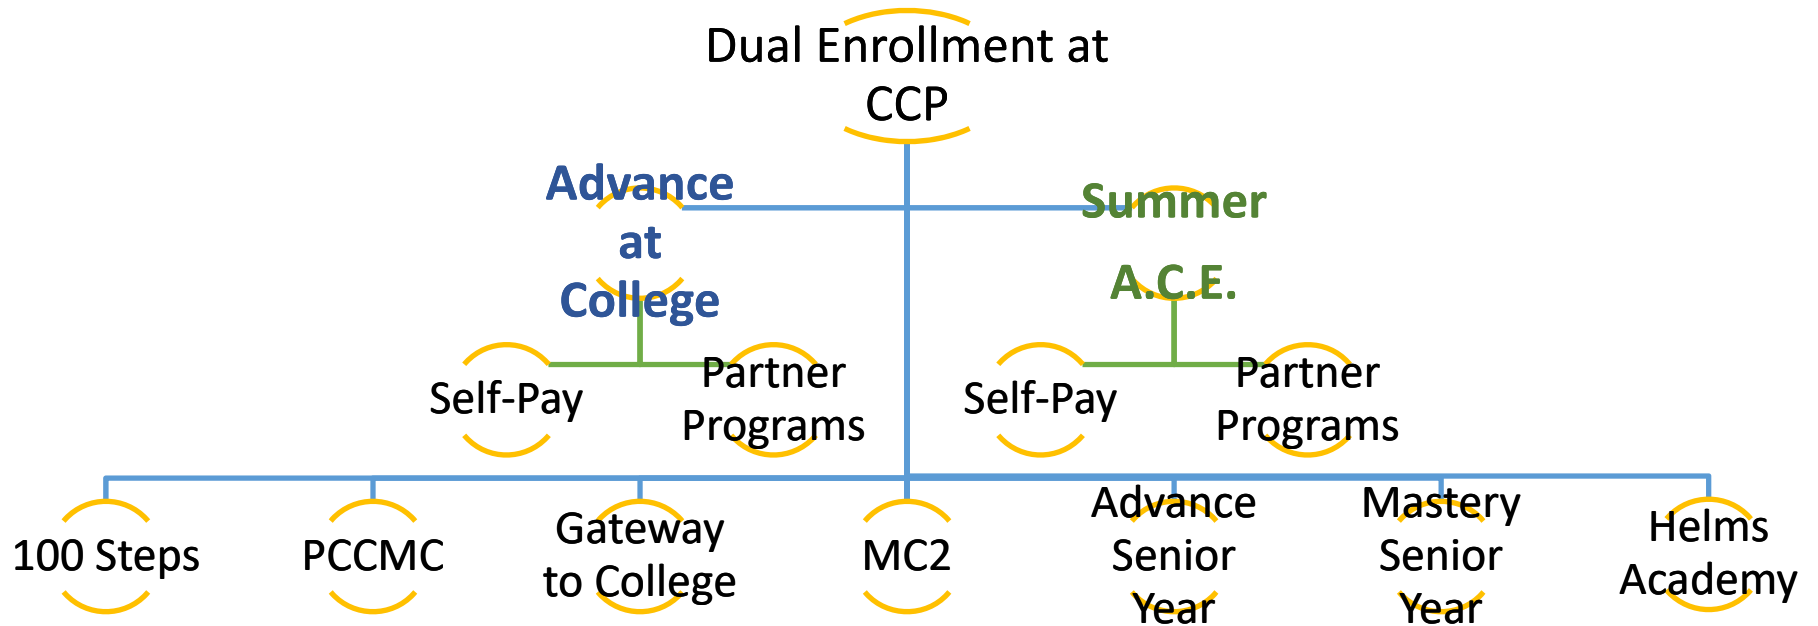 Dual Enrollment at
CCP
Advance
at
College
Summer
A.C.E.
Self-Pay
Partner
Programs
Self-Pay
Partner
Programs
100 Steps
PCCMC
Gateway
to College
MC2
Advance
Senior
Year
Mastery
Senior
Year
Helms
Academy